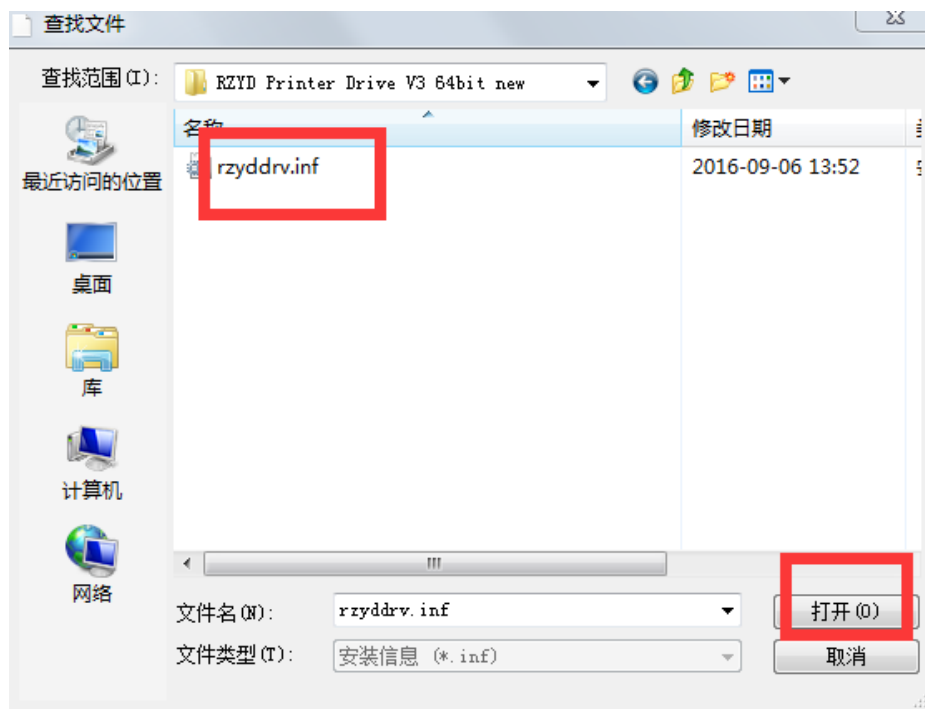 查找文件
查找范围(I):
RZYD Printer Drive V3 64bit new
名称
修改日期
rzyddrv.inf
2016-09-06 13:52
最近访问的位置
桌面
库
计算机
网络
文件名(N):
rzyddrv.inf
打开(O)
文件类型(T):
安装信息 (*.inf)
取消